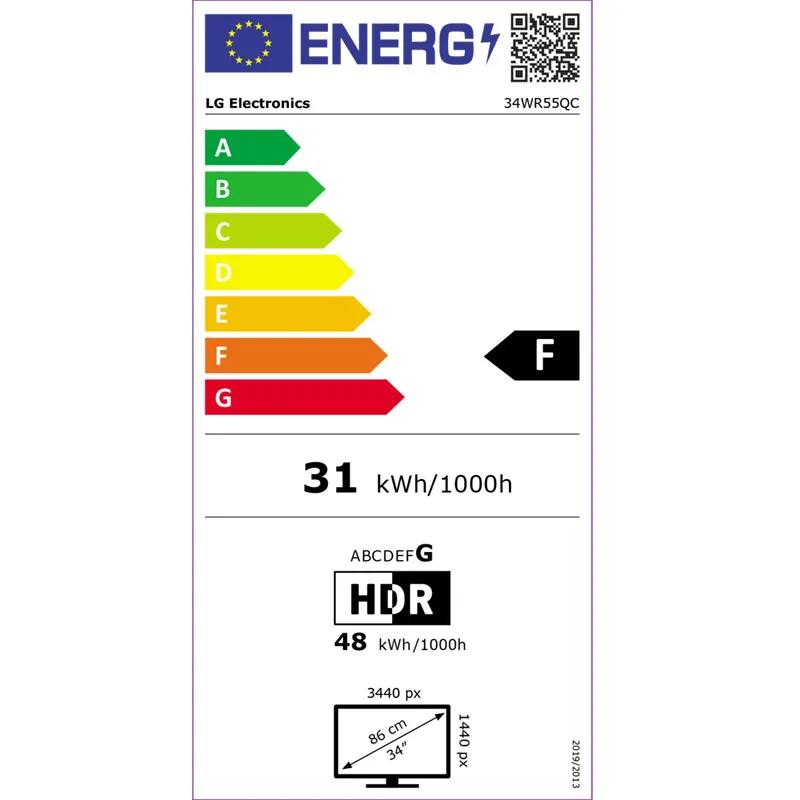 ENERG
LG Electronics
34WR55QC
A
B
C
D
E
F
F
G
31 kWh/1000h
ABCDEFG
HDR
48 kWh/1000h
3440 px
86 cm
34"
1440 px
2019/2013